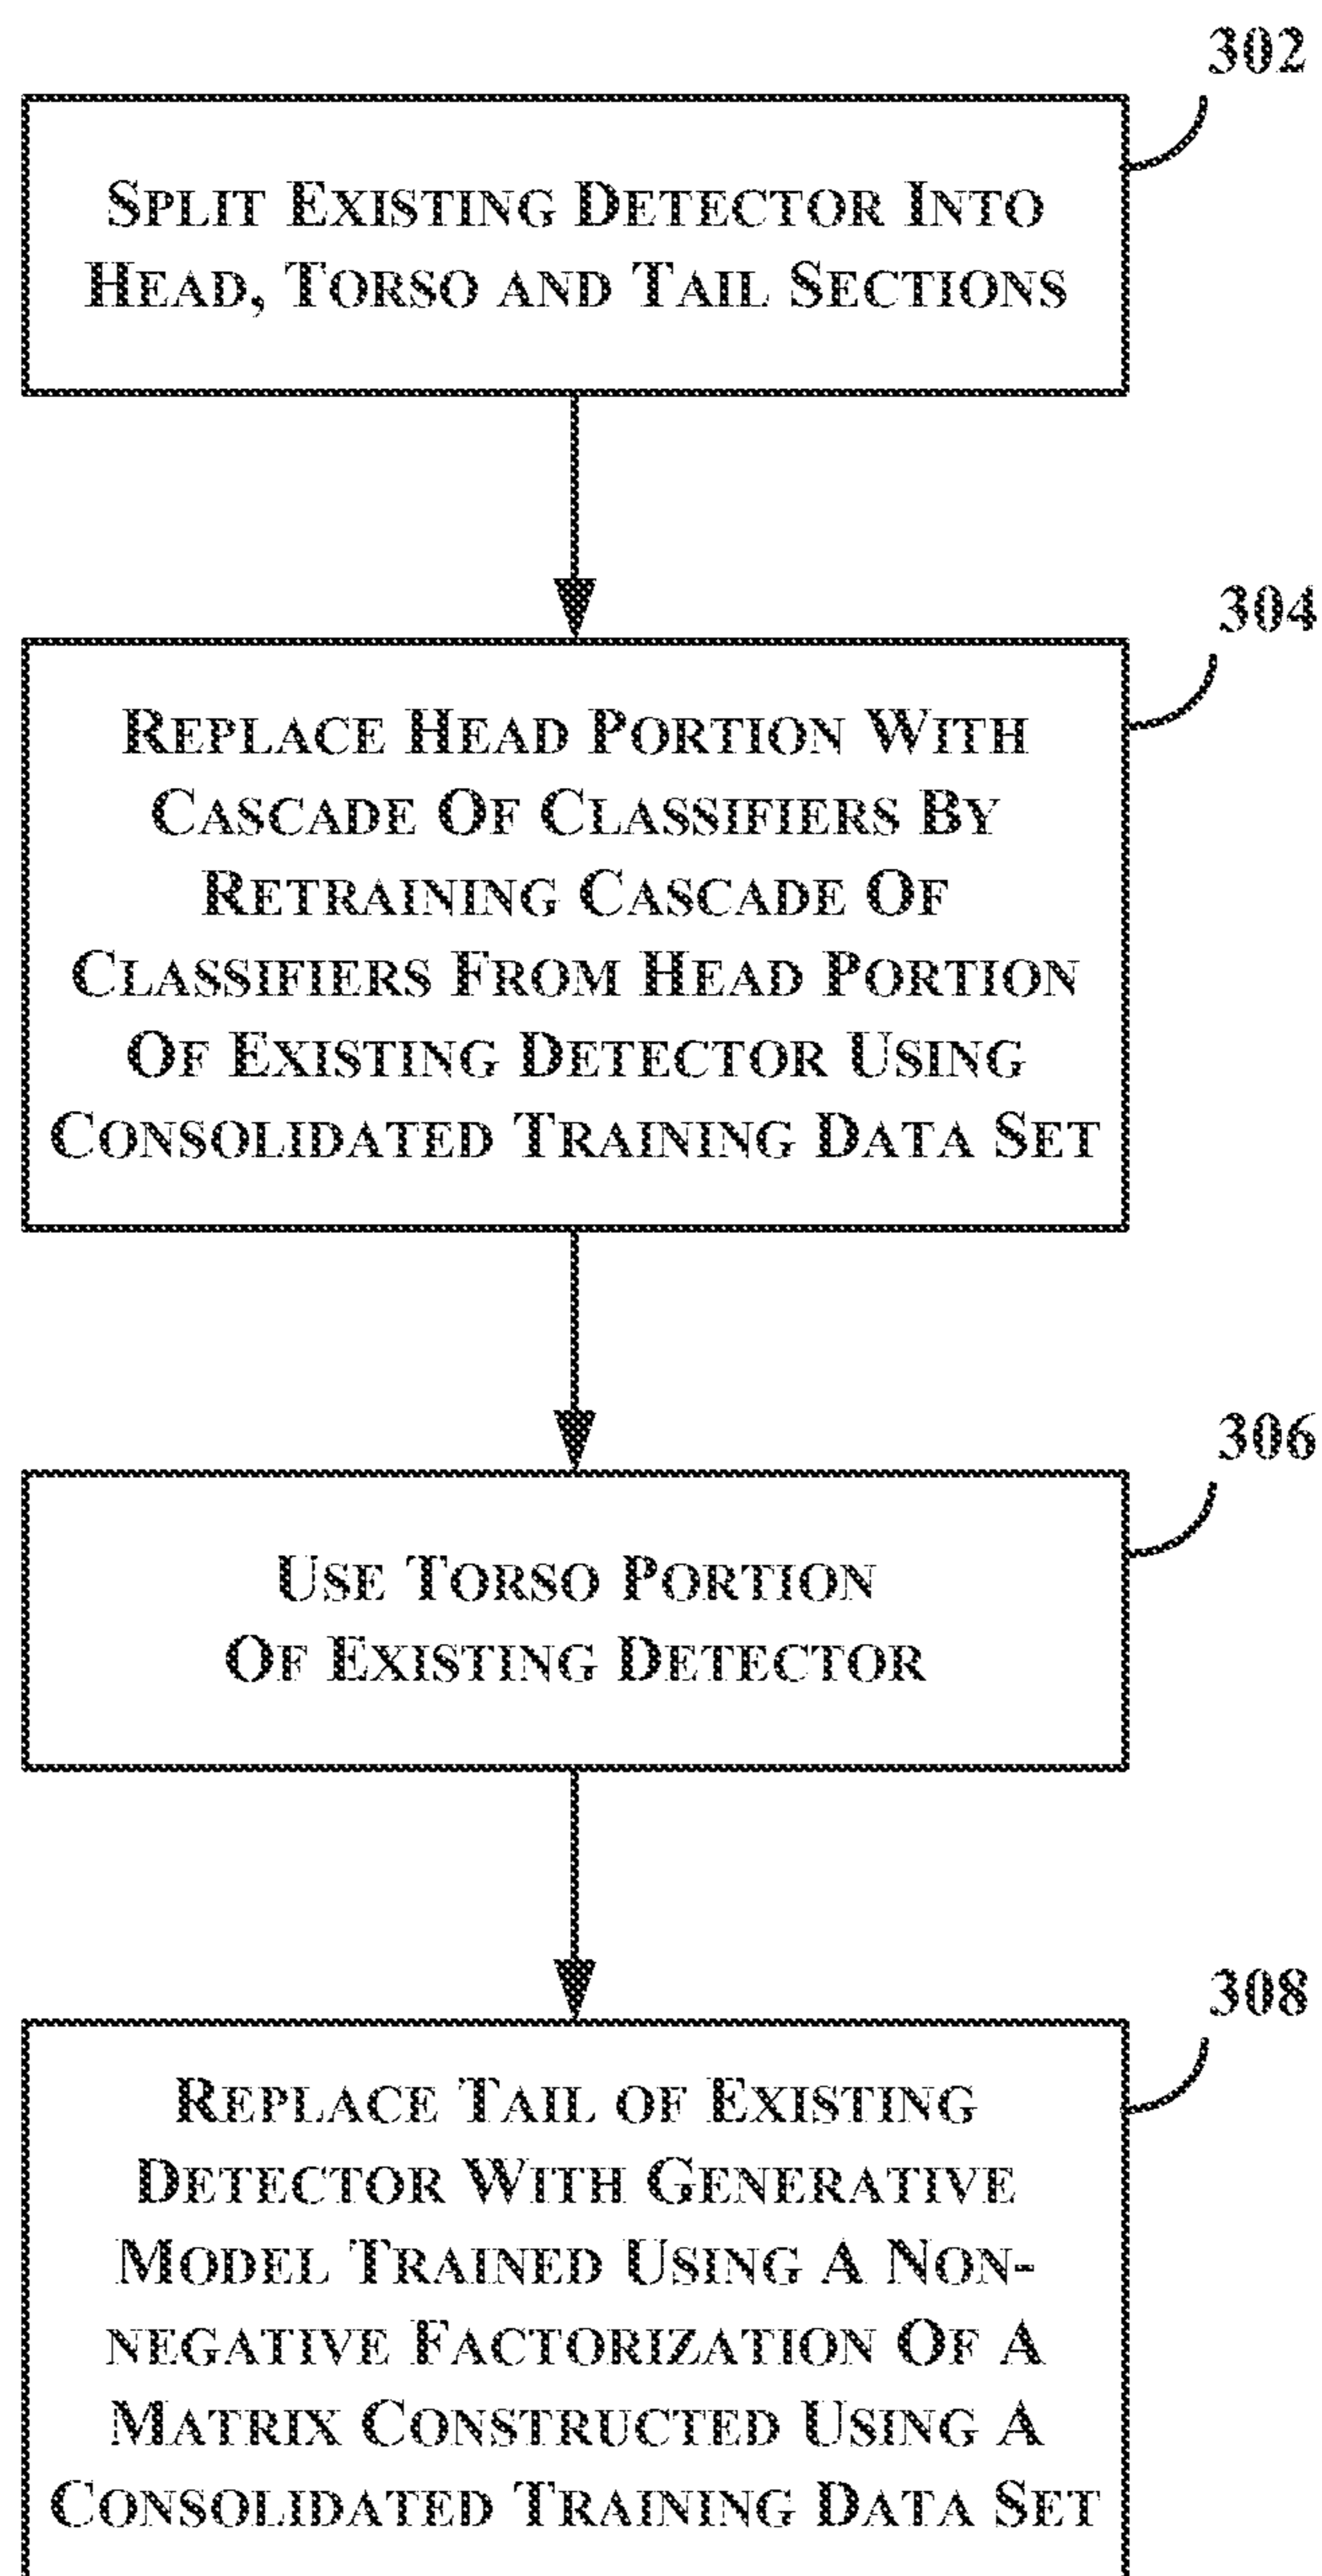 302
SPLIT EXISTING DETECTOR INTO
HEAD, TORSO AND TAIL SECTIONS
304
REPLACE HEAD PORTION WITH
CASCADE OF CLASSIFIERS BY
RETRAINING CASCADE OF
CLASSIFIERS FROM HEAD PORTION
OF EXISTING DETECTOR USING
CONSOLIDATED TRAINING DATA SET
306
USE TORSO PORTION
OF EXISTING DETECTOR
308
REPLACE TAIL OF EXISTING
DETECTOR WITH GENERATIVE
MODEL TRAINED USING A NON-
NEGATIVE FACTORIZATION OF A
MATRIX CONSTRUCTED USING A
CONSOLIDATED TRAINING DATA SET